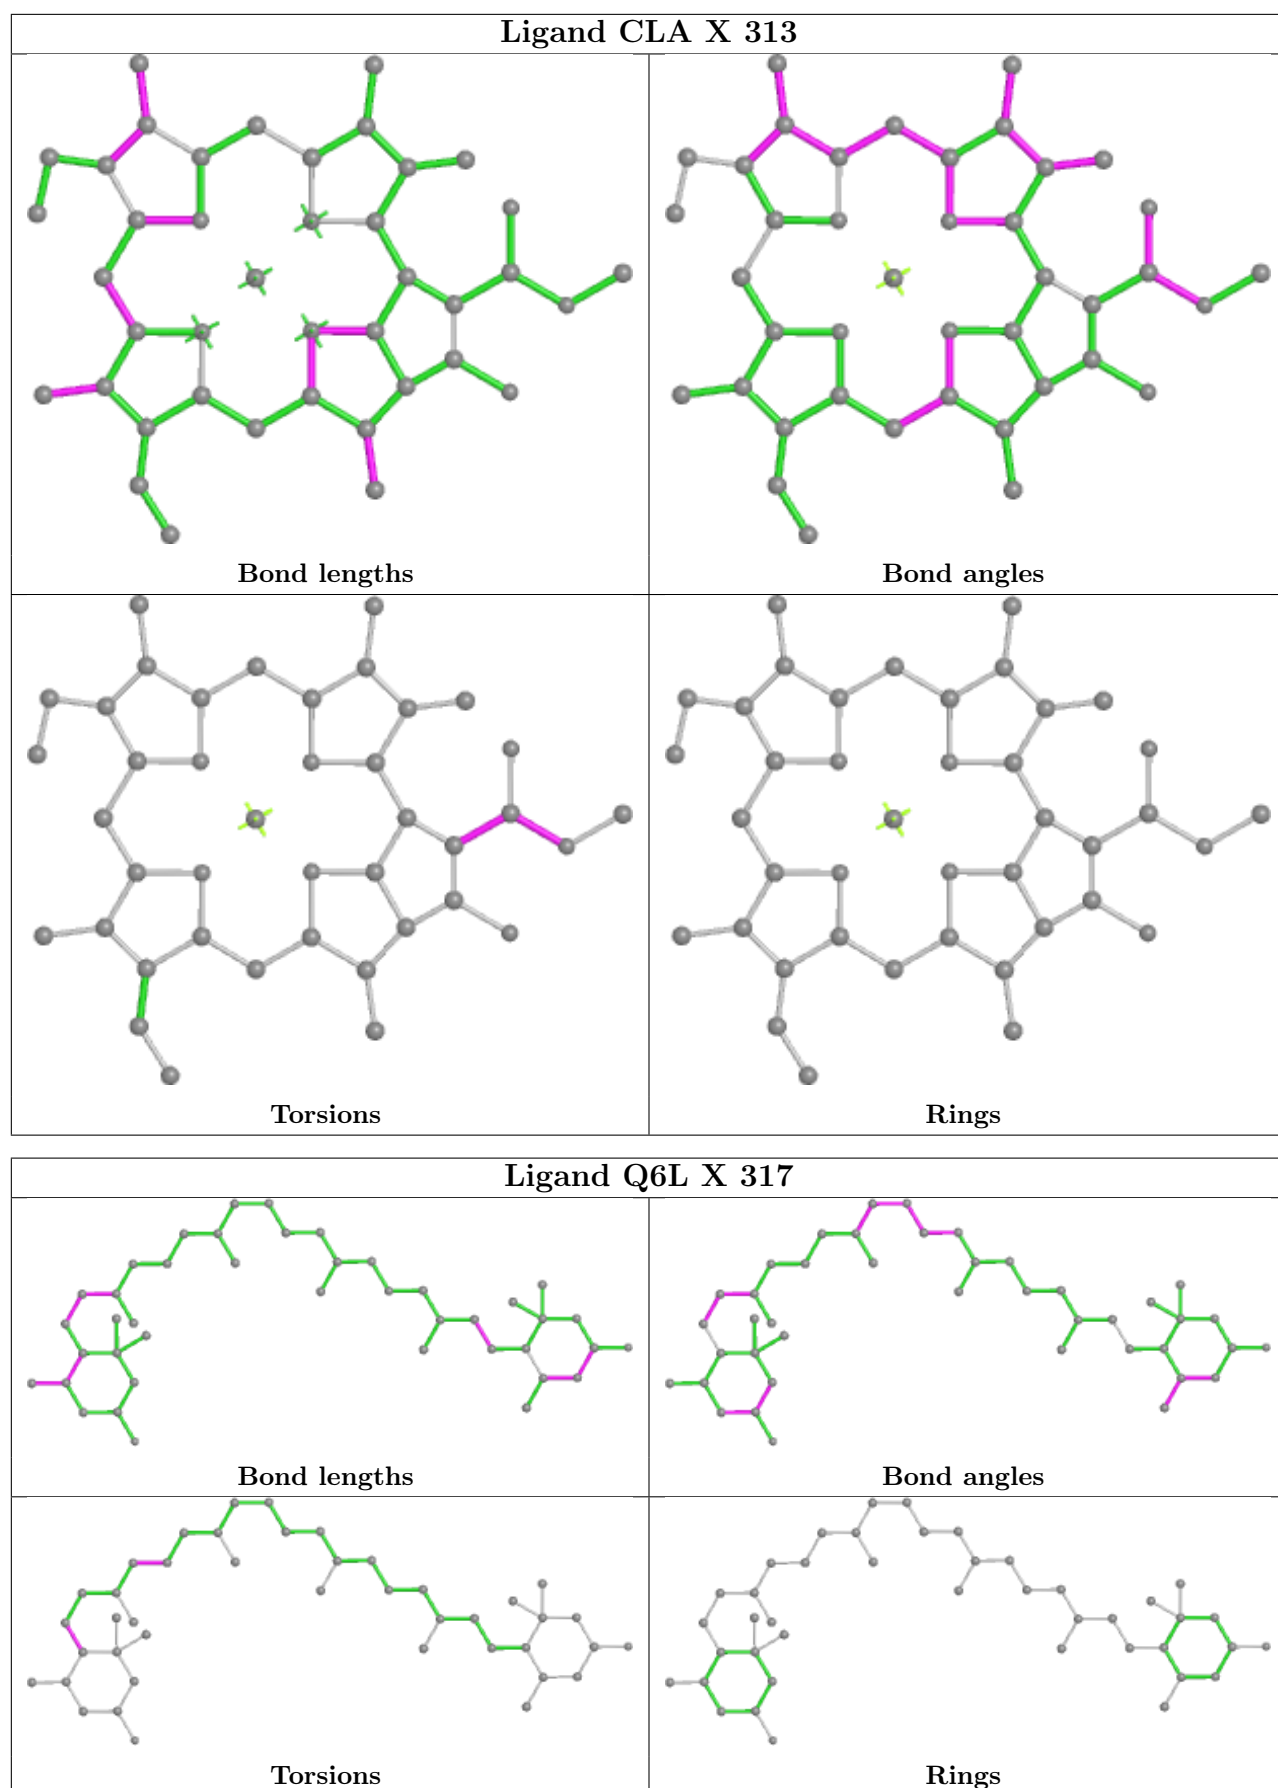 Ligand CLA X 313
Bond lengths
Bond angles
Torsions
Rings
Ligand Q6L X 317
Bond lengths
Bond angles
Torsions
Rings